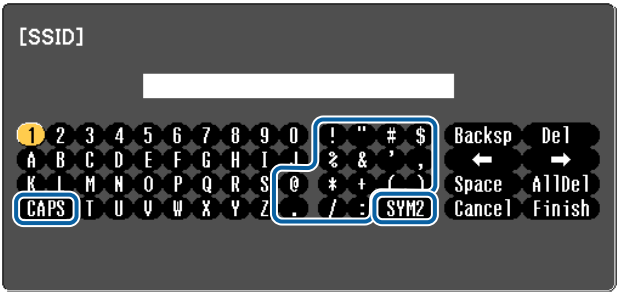 [SSID]
1 2 3 4 5 6 7 8 9 0 ! " # $ Backsp Del
A B C D E F G H I J % & ' , ← →
K L M N O P Q R S @ * + ( ) Space AllDel
CAPS T U V W X Y Z . / : SYM2 Cancel Finish